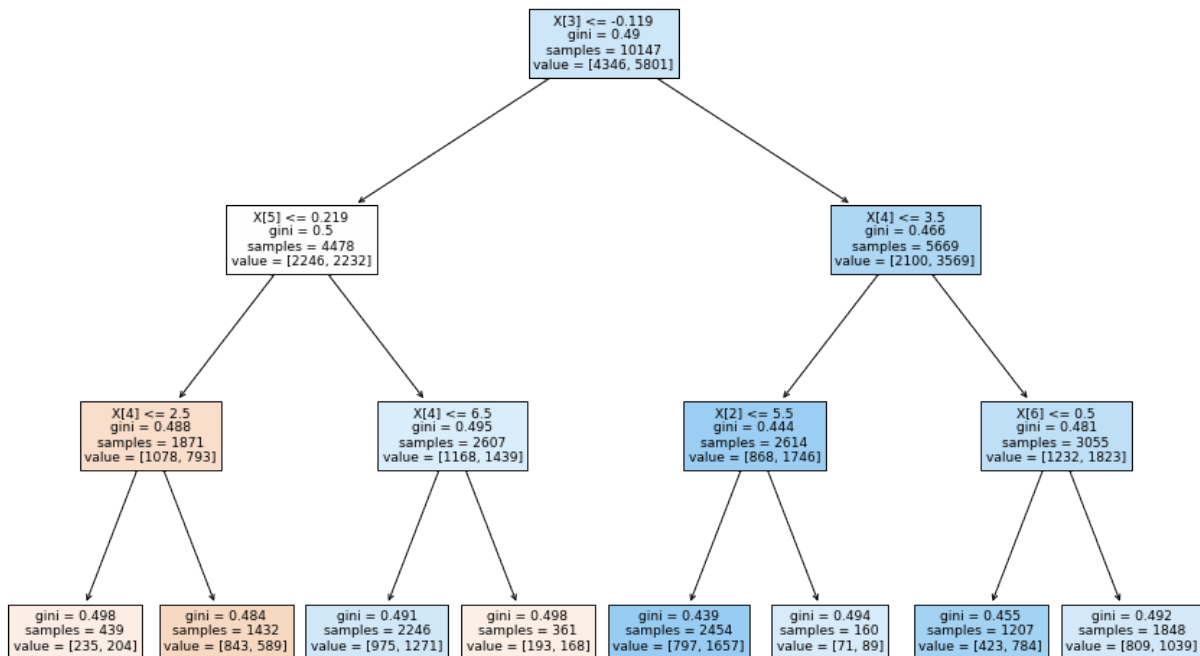 X[3] <= -0.119
gini = 0.49
samples = 10147
value = [4346, 5801]
X[5] <= 0.219
gini = 0.5
samples = 4478
value = [2246, 2232]
X[4] <= 3.5
gini = 0.466
samples = 5669
value = [2100, 3569]
X[4] <= 2.5
gini = 0.488
samples = 1871
value = [1078, 793]
X[4] <= 6.5
gini = 0.495
samples = 2607
value = [1168, 1439]
X[2] <= 5.5
gini = 0.444
samples = 2614
value = [868, 1746]
X[6] <= 0.5
gini = 0.481
samples = 3055
value = [1232, 1823]
gini = 0.498
samples = 439
value = [235, 204]
gini = 0.484
samples = 1432
value = [843, 589]
gini = 0.491
samples = 2246
value = [975, 1271]
gini = 0.498
samples = 361
value = [193, 168]
gini = 0.439
samples = 2454
value = [797, 1657]
gini = 0.494
samples = 160
value = [71, 89]
gini = 0.455
samples = 1207
value = [423, 784]
gini = 0.492
samples = 1848
value = [809, 1039]